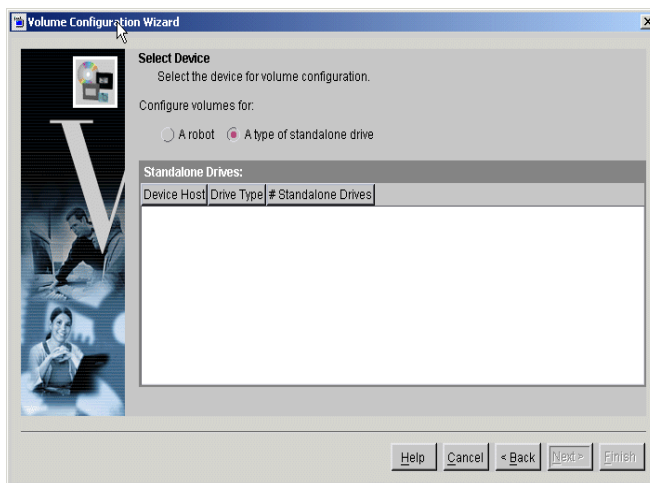 Volume Configuration Wizard
Select Device
Select the device for volume configuration.
Configure volumes for:
A robot A type of standalone drive
Standalone Drives:
Device Host Drive Type # Standalone Drives
V
Help Cancel < Back Next > Finish